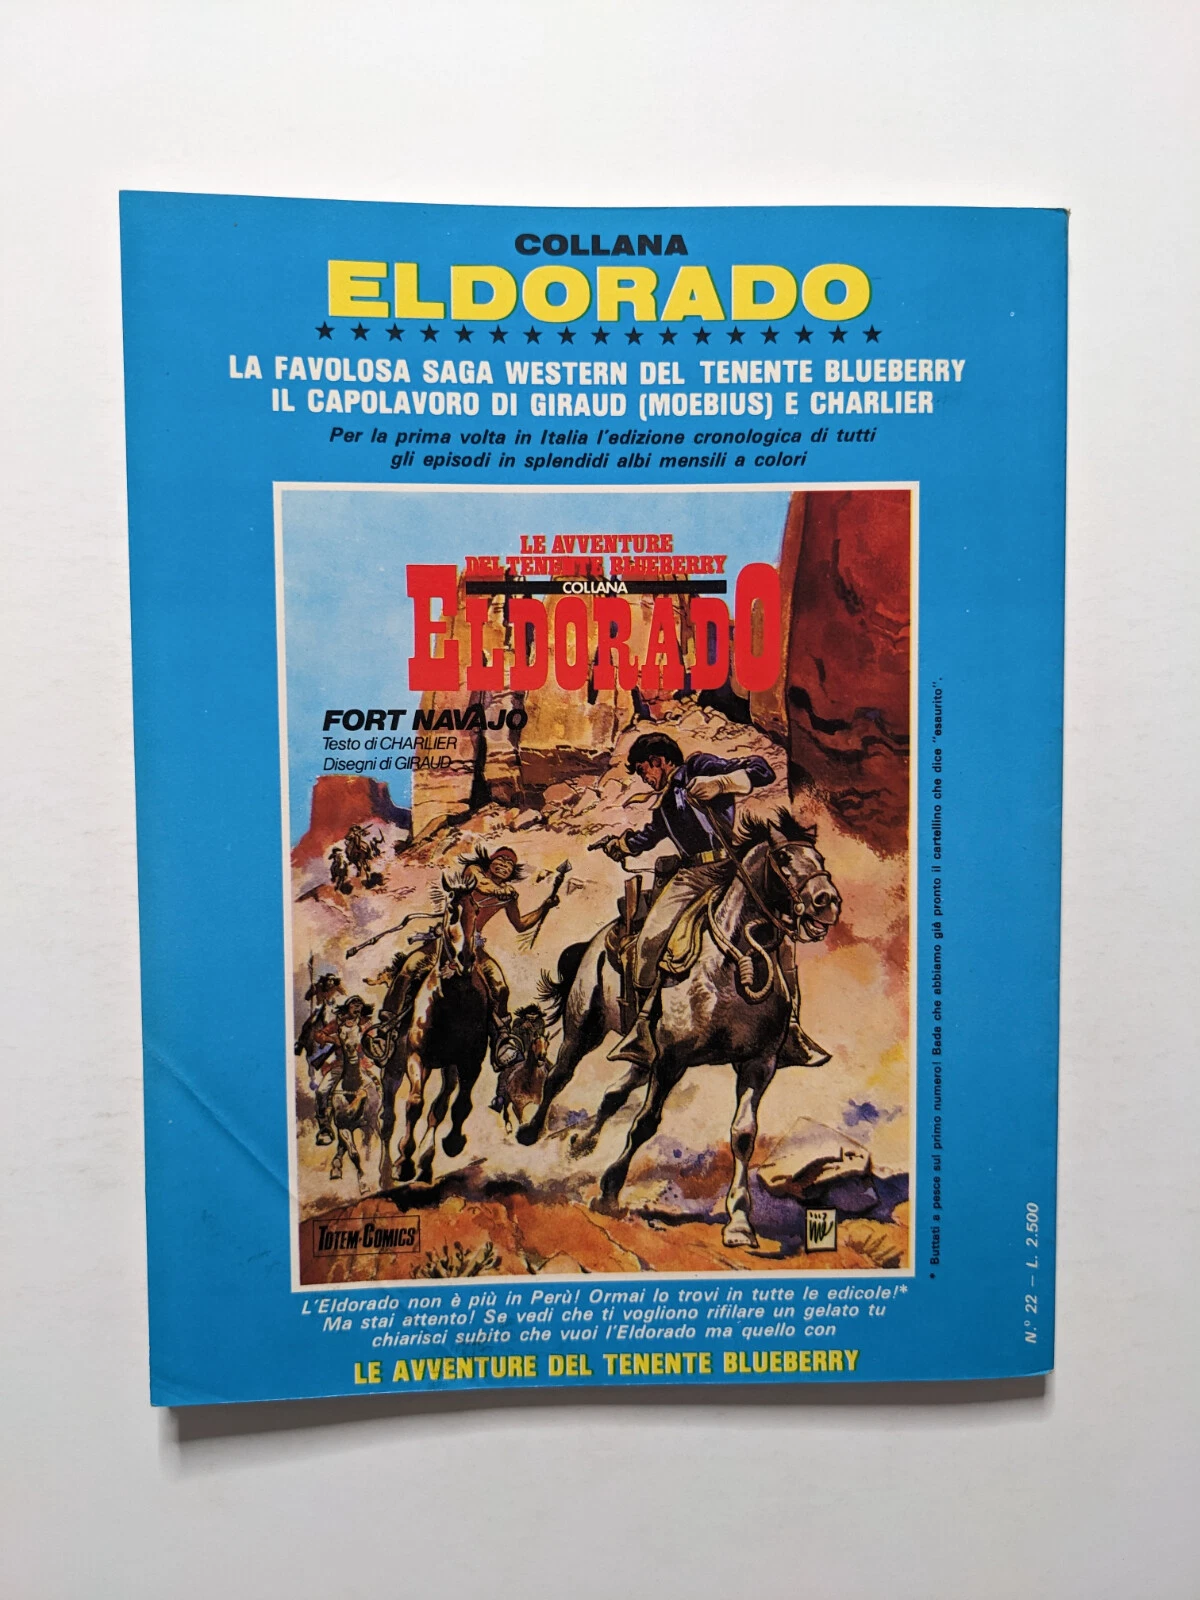 COLLANA
ELDORADO
LA FAVOLOSA SAGA WESTERN DEL TENENTE BLUEBERRY
IL CAPOLAVORO DI GIRAUD (MOEBIUS) E CHARLIER
Per la prima volta in Italia l'edizione cronologica di tutti
gli episodi in splendidi albi mensili a colori
LE AVVENTURE
DEL TENENTE BLUEBERRY
COLLANA
ELDORADO
FORT NAVAJO
Testo di CHARLIER
Disegni di GIRAUD
TOTEM-COMICS
L'Eldorado non è più in Perù! Ormai lo trovi in tutte le edicole!*
Ma stai attento! Se vedi che ti vogliono rifilare un gelato tu
chiarisci subito che vuoi l'Eldorado ma quello con
LE AVVENTURE DEL TENENTE BLUEBERRY
* Buttati a pesce sul primo numero! Bada che abbiamo già pronto il cartellino che dice "esaurito".
N.° 22 – L. 2.500